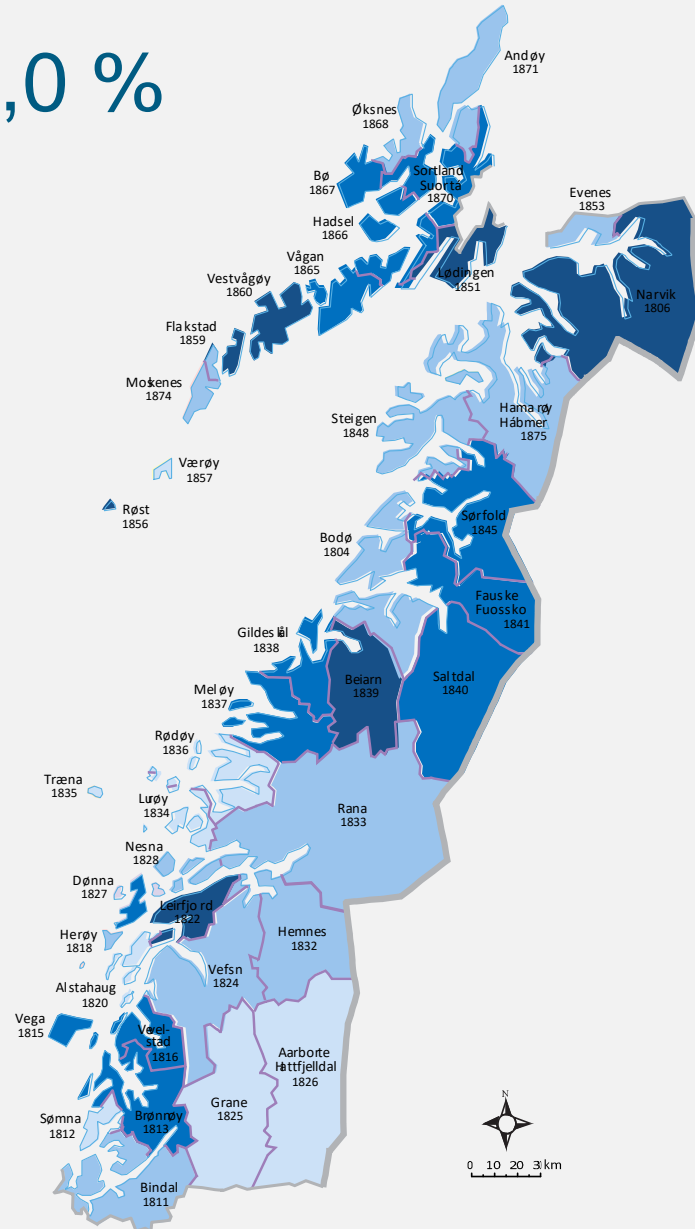 ,0 %
Andøy
1871
Øksnes
1868
Bø
1867
Sortland
Suortá
1870
Evenes
1853
Hadsel
1866
Vågan
1865
Lødingen
1851
Narvik
1806
Vestvågøy
1860
Flakstad
1859
Moskenes
1874
Hamarøy
Hábmer
1875
Steigen
1848
Værøy
1857
Røst
1856
Sørfold
1845
Bodø
1804
Fauske
Fuossko
1841
Gildeskål
1838
Beiarn
1839
Saltdal
1840
Meløy
1837
Rødøy
1836
Træna
1835
Lurøy
1834
Rana
1833
Nesna
1828
Dønna
1827
Leirfjord
1822
Herøy
1818
Hemnes
1832
Vefsn
1824
Alstahaug
1820
Vega
1815
Vevel-
stad
1816
Aarborte
Hattfjelldal
1826
Grane
1825
Sømna
1812
Brønnøy
1813
Bindal
1811
N
0 10 20 30 km